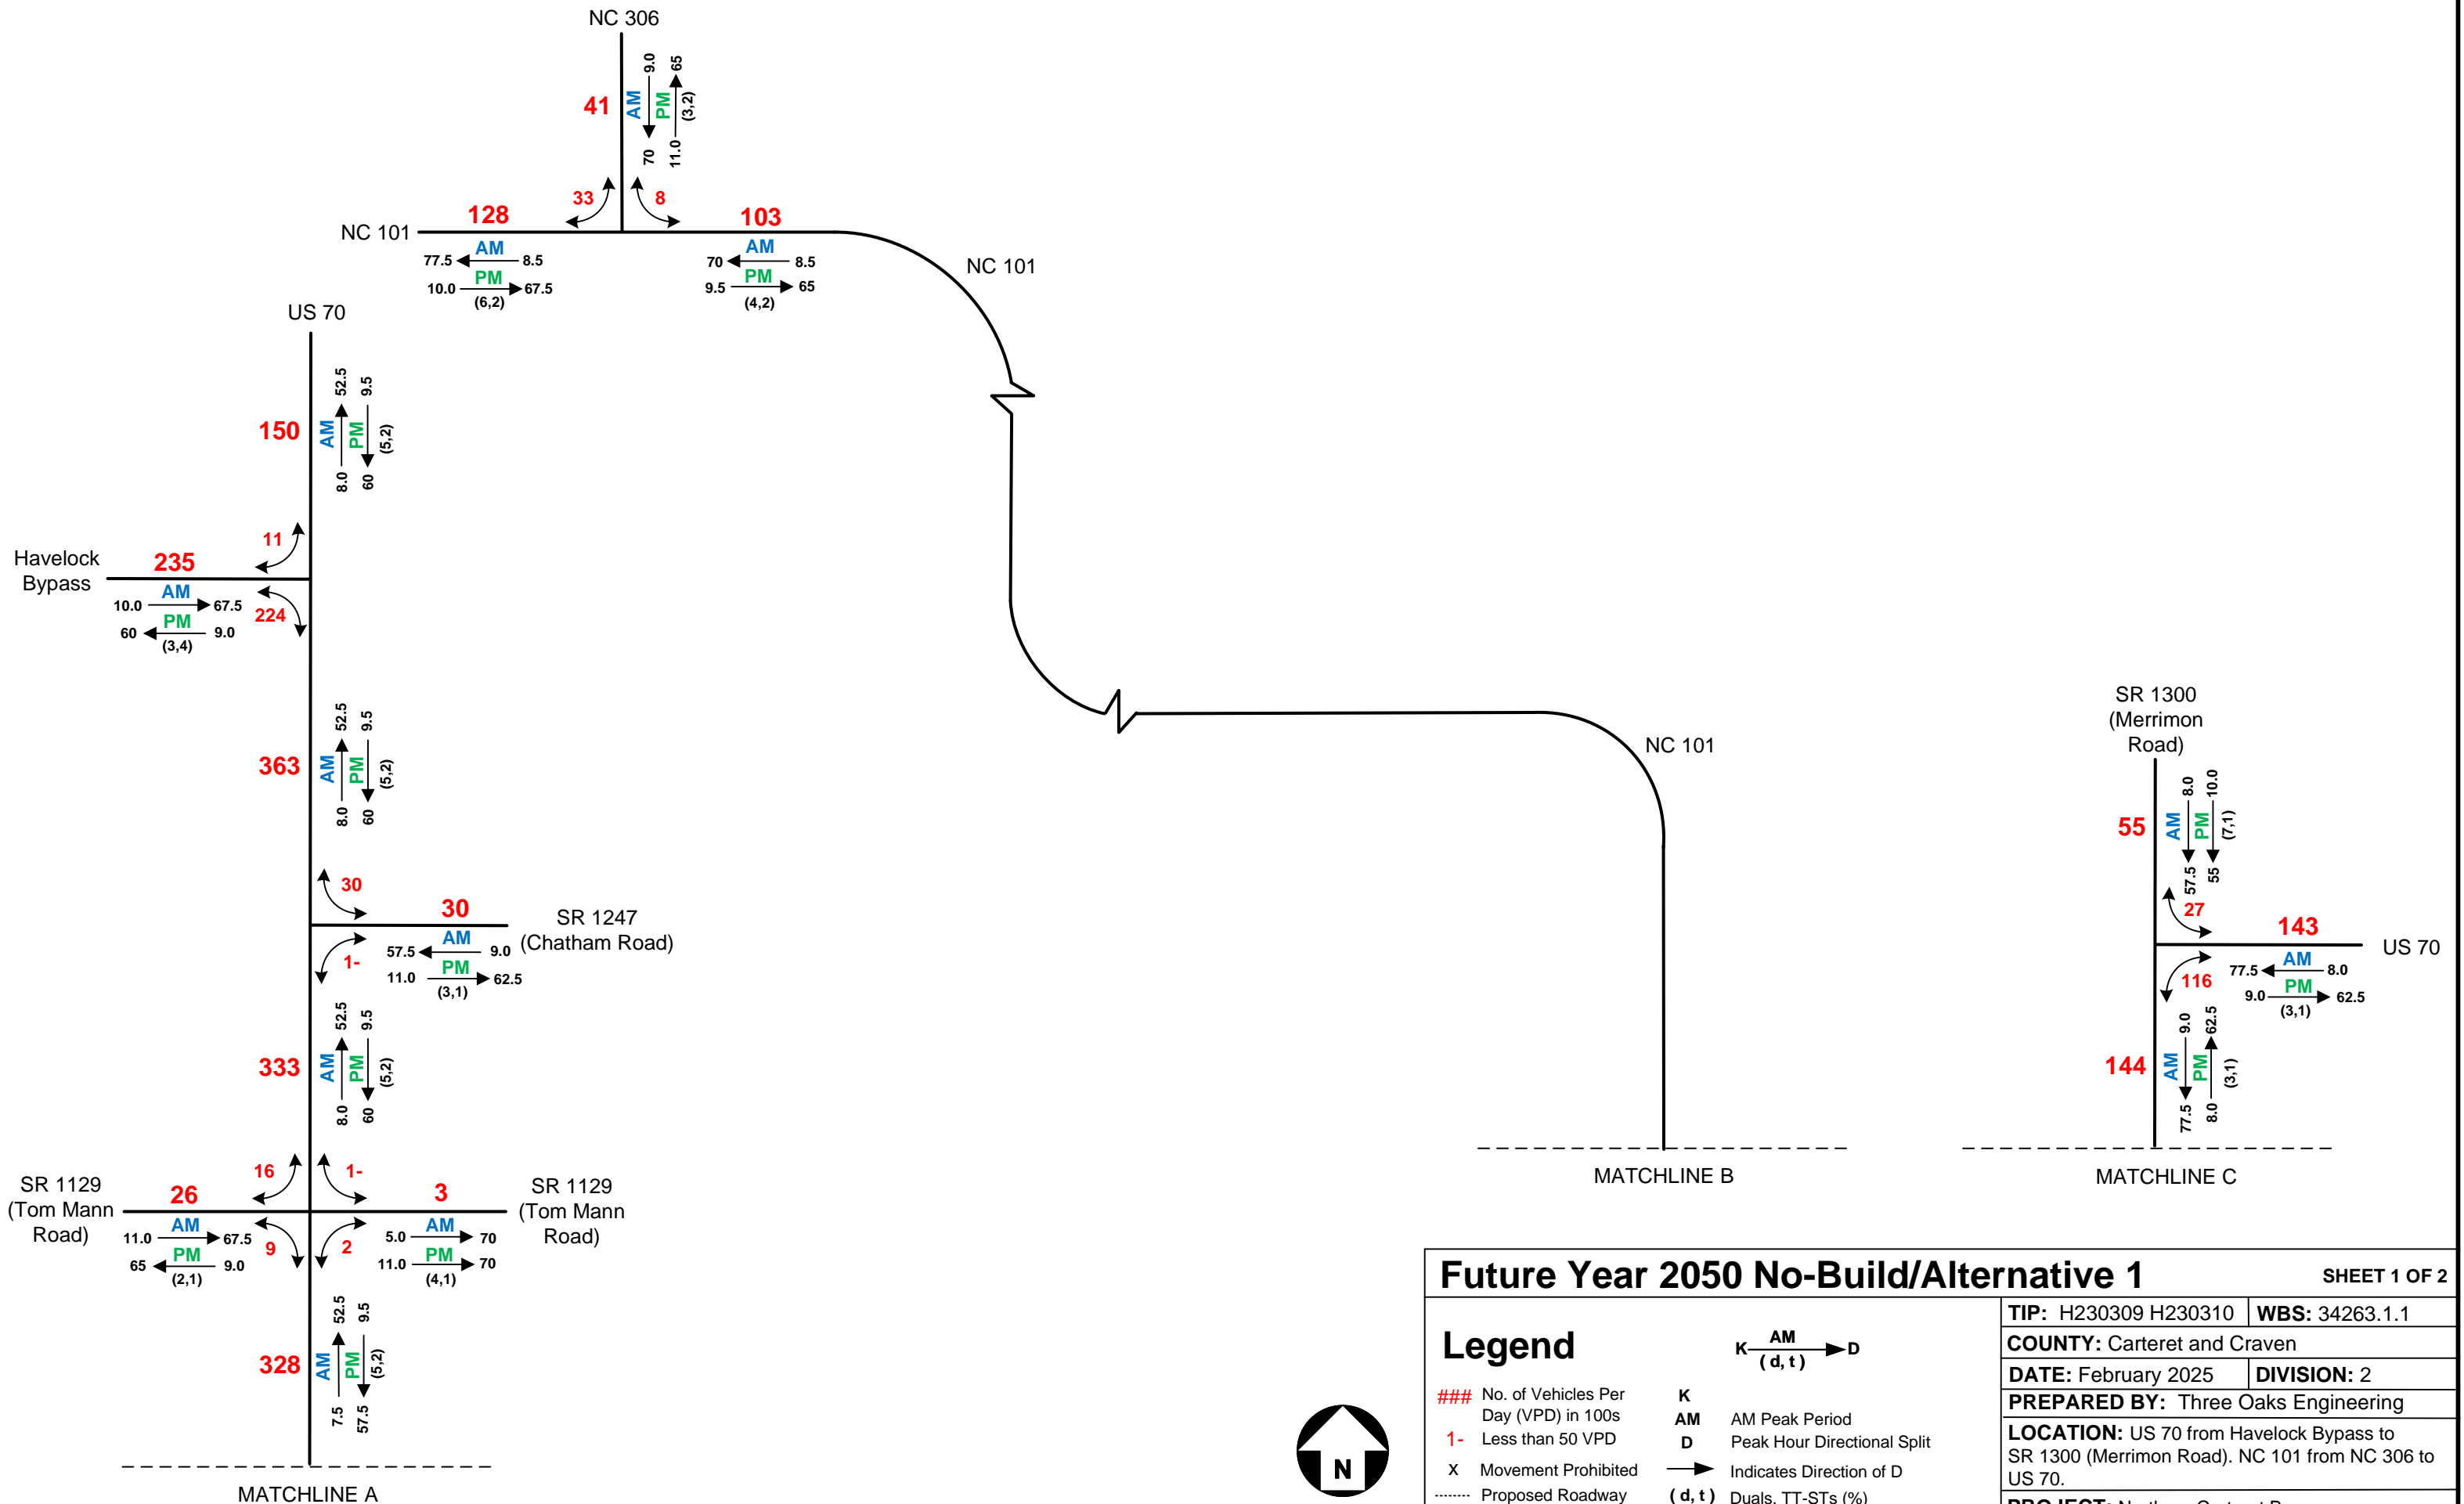 NC 306
41
AM
9.0
70
PM
11.0
65
(3,2)
33
8
128
103
NC 101
AM
77.5
8.5
PM
10.0
67.5
(6,2)
AM
70
8.5
PM
9.5
65
(4,2)
NC 101
US 70
150
AM
8.0
52.5
PM
9.5
60
(5,2)
11
Havelock
Bypass
235
AM
10.0
67.5
PM
60
9.0
(3,4)
224
363
AM
8.0
52.5
PM
9.5
60
(5,2)
30
30
SR 1247
(Chatham Road)
1-
AM
57.5
9.0
PM
11.0
62.5
(3,1)
333
AM
8.0
52.5
PM
9.5
60
(5,2)
16
1-
SR 1129
(Tom Mann
Road)
26
AM
11.0
67.5
PM
65
9.0
(2,1)
9
2
3
AM
5.0
70
PM
11.0
70
(4,1)
SR 1129
(Tom Mann
Road)
328
AM
7.5
52.5
PM
9.5
57.5
(5,2)
MATCHLINE A
NC 101
MATCHLINE B
SR 1300
(Merrimon
Road)
55
AM
8.0
57.5
PM
10.0
55
(7,1)
27
143
US 70
AM
77.5
8.0
PM
9.0
62.5
(3,1)
116
144
AM
9.0
77.5
PM
8.0
62.5
(3,1)
MATCHLINE C
N
Future Year 2050 No-Build/Alternative 1
SHEET 1 OF 2
Legend
K AM D
( d, t )
### No. of Vehicles Per
Day (VPD) in 100s
1- Less than 50 VPD
X Movement Prohibited
Proposed Roadway
K
AM AM Peak Period
D Peak Hour Directional Split
Indicates Direction of D
( d, t ) Duals, TT-STs (%)
TIP: H230309 H230310
WBS: 34263.1.1
COUNTY: Carteret and Craven
DATE: February 2025
DIVISION: 2
PREPARED BY: Three Oaks Engineering
LOCATION: US 70 from Havelock Bypass to
SR 1300 (Merrimon Road). NC 101 from NC 306 to
US 70.